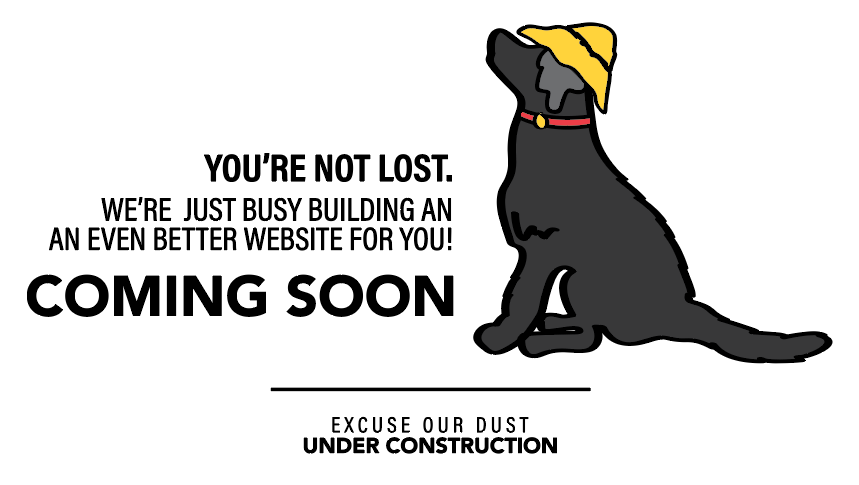 YOU'RE NOT LOST.
WE'RE JUST BUSY BUILDING AN
AN EVEN BETTER WEBSITE FOR YOU!
COMING SOON
EXCUSE OUR DUST
UNDER CONSTRUCTION